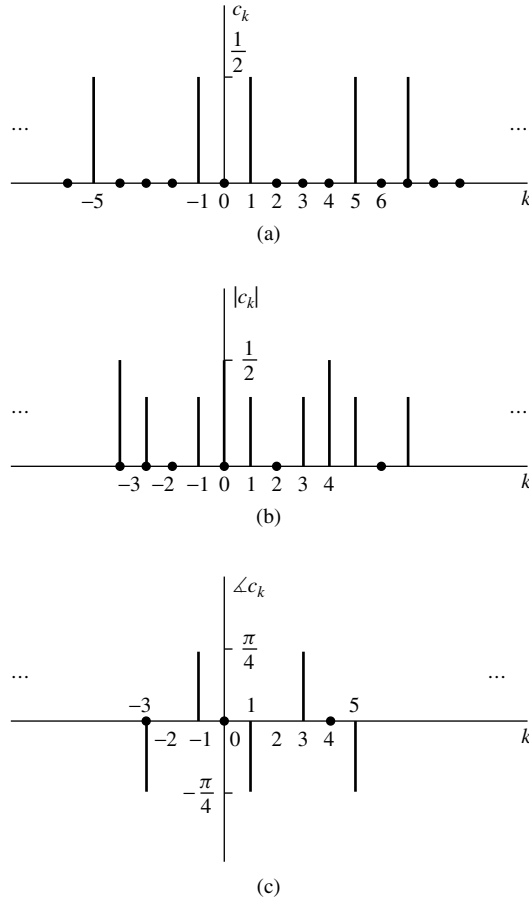 c_k
1/2
... ...
−5 −1 0 1 2 3 4 5 6 k
(a)
|c_k|
1/2
... ...
−3 −2 −1 0 1 2 3 4 k
(b)
∡c_k
π/4
... ...
−3 1 5
−2 −1 0 2 3 4 k
−π/4
(c)